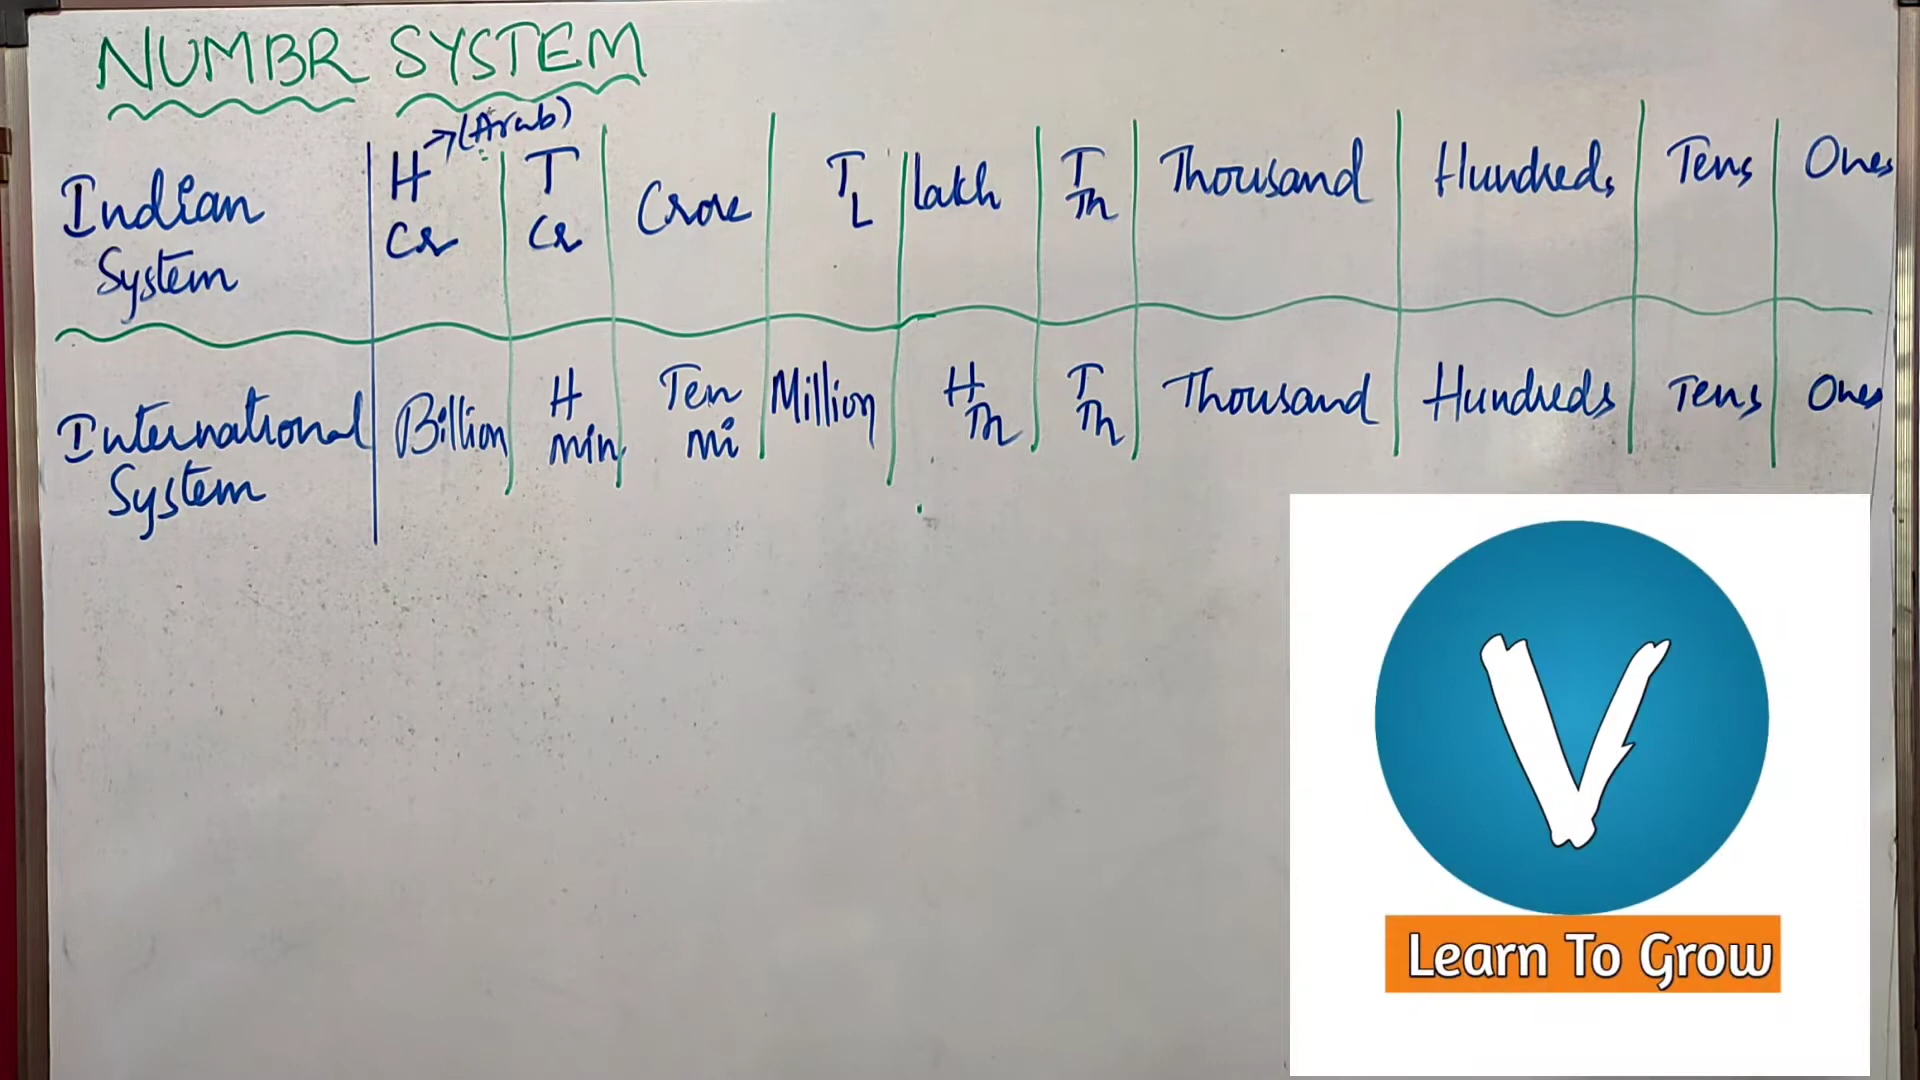 NUMBR SYSTEM
Indian System
H Cr →(Arab)
T Cr
Crore
T L
lakh
T Th
Thousand
Hundreds
Tens
Ones
International System
Billion
H min
Ten mi
Million
H Th
T Th
Thousand
Hundreds
Tens
Ones
V
Learn To Grow